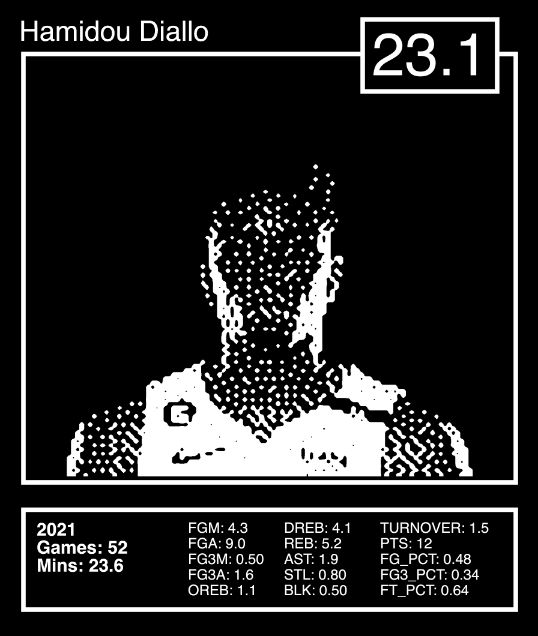 Hamidou Diallo
23.1
2021
Games: 52
Mins: 23.6
FGM: 4.3
FGA: 9.0
FG3M: 0.50
FG3A: 1.6
OREB: 1.1
DREB: 4.1
REB: 5.2
AST: 1.9
STL: 0.80
BLK: 0.50
TURNOVER: 1.5
PTS: 12
FG_PCT: 0.48
FG3_PCT: 0.34
FT_PCT: 0.64